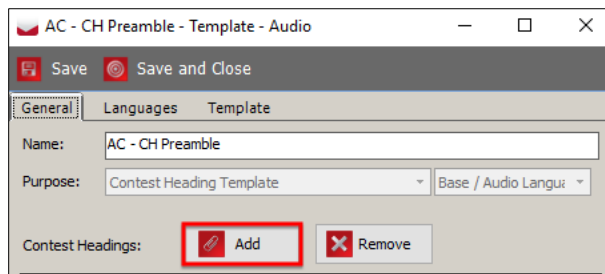 AC - CH Preamble - Template - Audio
Save Save and Close
General Languages Template
Name: AC - CH Preamble
Purpose: Contest Heading Template Base / Audio Langua
Contest Headings: Add Remove